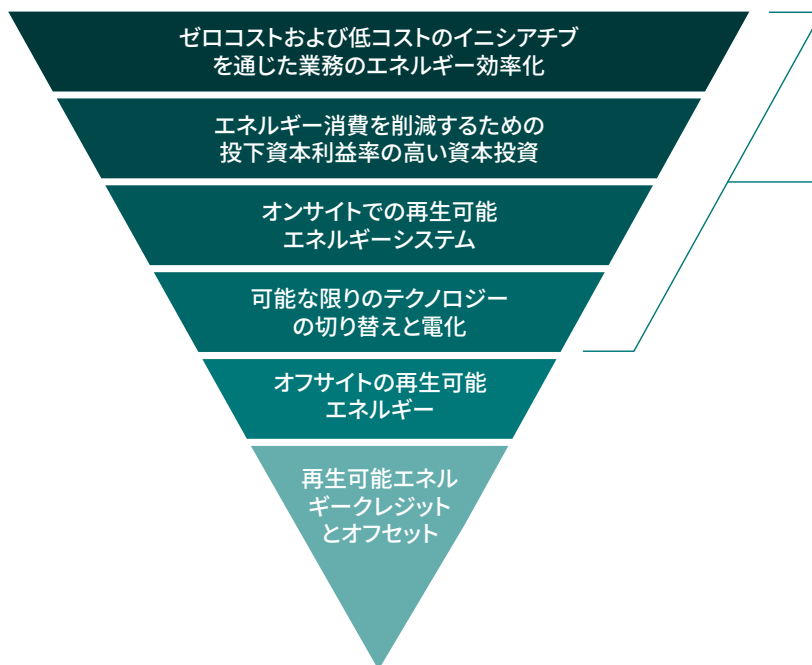 ゼロコストおよび低コストのイニシアチブ
を通じた業務のエネルギー効率化
エネルギー消費を削減するための
投下資本利益率の高い資本投資
オンサイトでの再生可能
エネルギーシステム
可能な限りのテクノロジー
の切り替えと電化
オフサイトの再生可能
エネルギー
再生可能エネル
ギークレジット
とオフセット